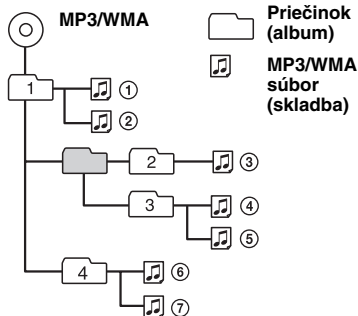 MP3/WMA
Priečinok
(album)
MP3/WMA
súbor
(skladba)
1
①
②
2
③
3
④
⑤
4
⑥
⑦